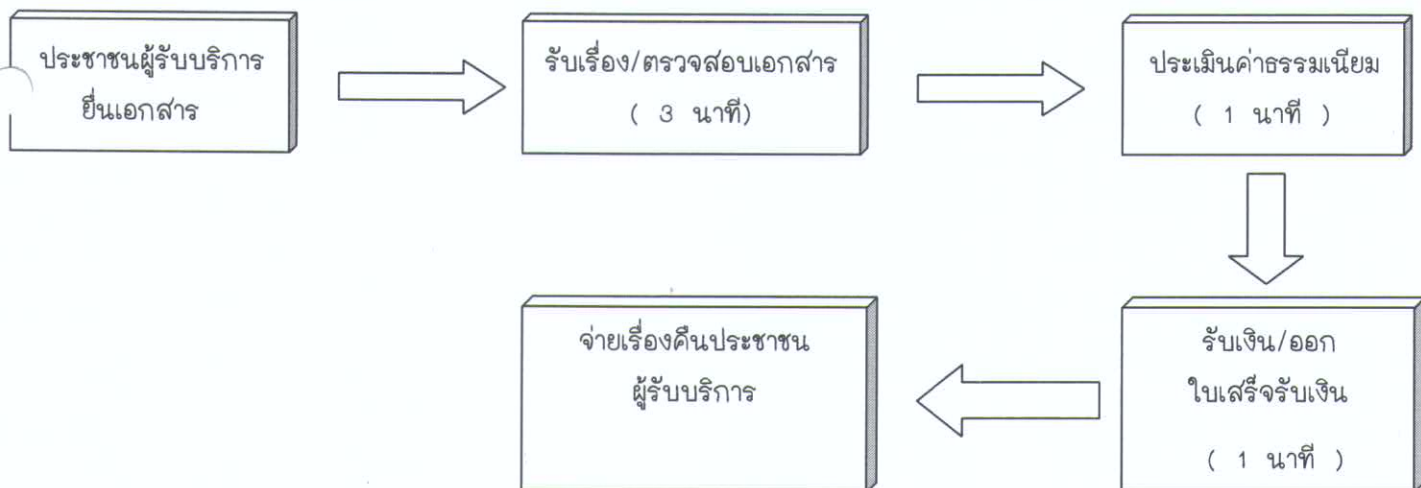 ประชาชนผู้รับบริการ
ยื่นเอกสาร
รับเรื่อง/ตรวจสอบเอกสาร
( 3 นาที)
ประเมินค่าธรรมเนียม
( 1 นาที )
รับเงิน/ออก
ใบเสร็จรับเงิน
( 1 นาที )
จ่ายเรื่องคืนประชาชน
ผู้รับบริการ